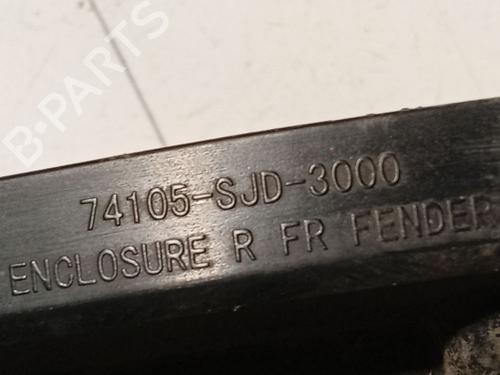 B-PARTS
74105-SJD-3000
ENCLOSURE R FR FENDER